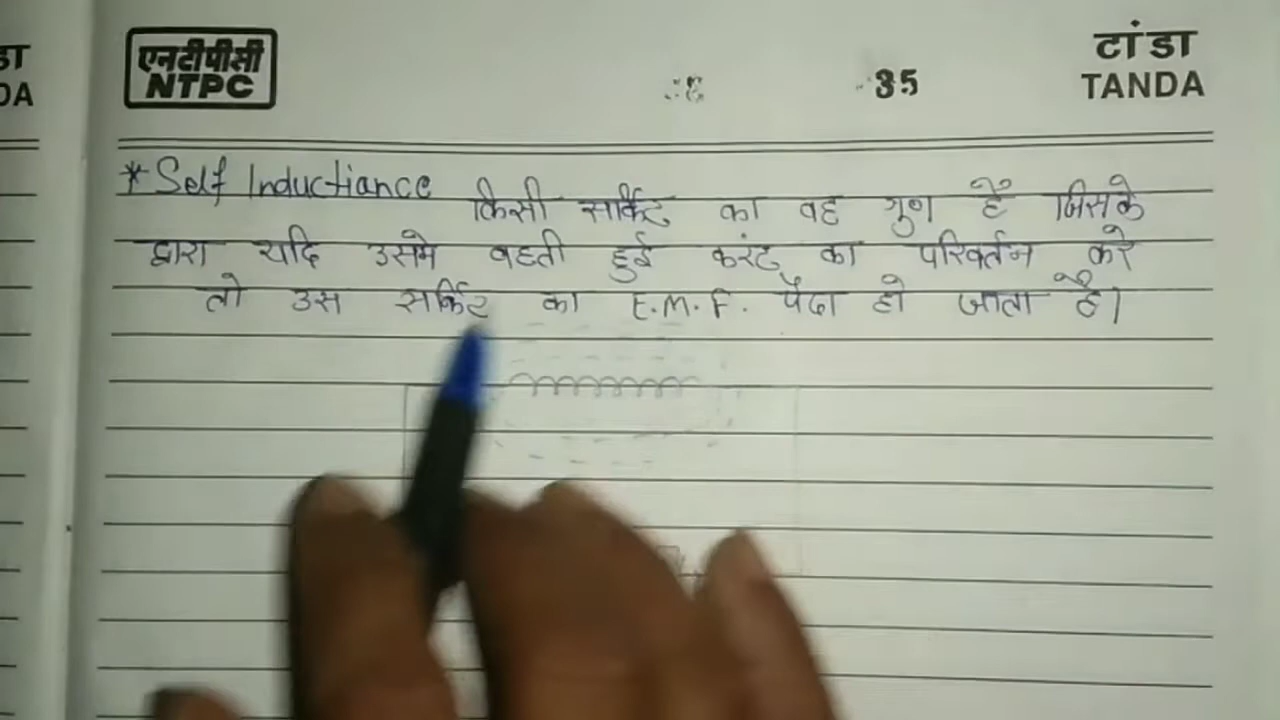 एनटीपीसी
NTPC
35
टांडा
TANDA
डा
DA
* Self Inductiance किसी सर्किट का वह गुण है जिसके
द्वारा यदि उसमे बहती हुई करंट का परिवर्तन करे
तो उस सर्किट का E.M.F. पैदा हो जाता है।